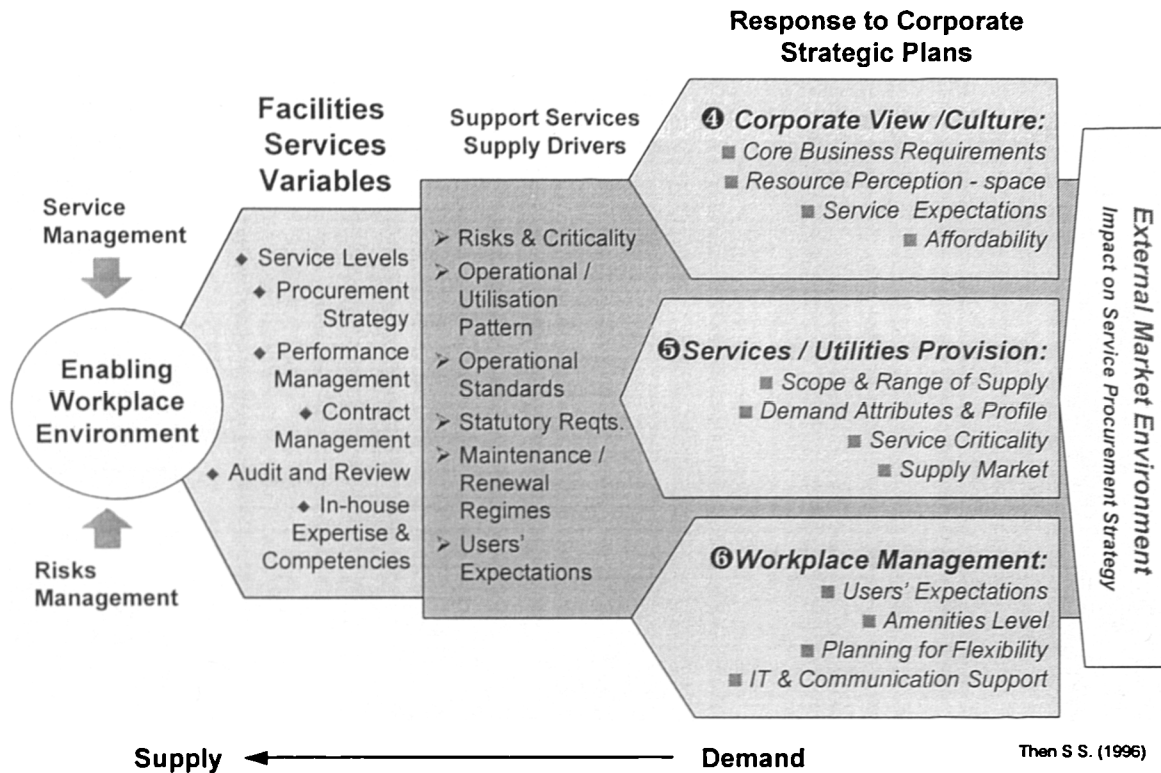 Response to Corporate
Strategic Plans
Facilities
Services
Variables
Support Services
Supply Drivers
Service
Management
Enabling
Workplace
Environment
Risks
Management
◆ Service Levels
◆ Procurement
Strategy
◆ Performance
Management
◆ Contract
Management
◆ Audit and Review
◆ In-house
Expertise &
Competencies
➢ Risks & Criticality
➢ Operational /
Utilisation
Pattern
➢ Operational
Standards
➢ Statutory Reqts.
➢ Maintenance /
Renewal
Regimes
➢ Users'
Expectations
❹ Corporate View /Culture:
■ Core Business Requirements
■ Resource Perception - space
■ Service Expectations
■ Affordability
❺Services / Utilities Provision:
■ Scope & Range of Supply
■ Demand Attributes & Profile
■ Service Criticality
■ Supply Market
❻Workplace Management:
■ Users' Expectations
■ Amenities Level
■ Planning for Flexibility
■ IT & Communication Support
External Market Environment
Impact on Service Procurement Strategy
Supply
Demand
Then S S. (1996)